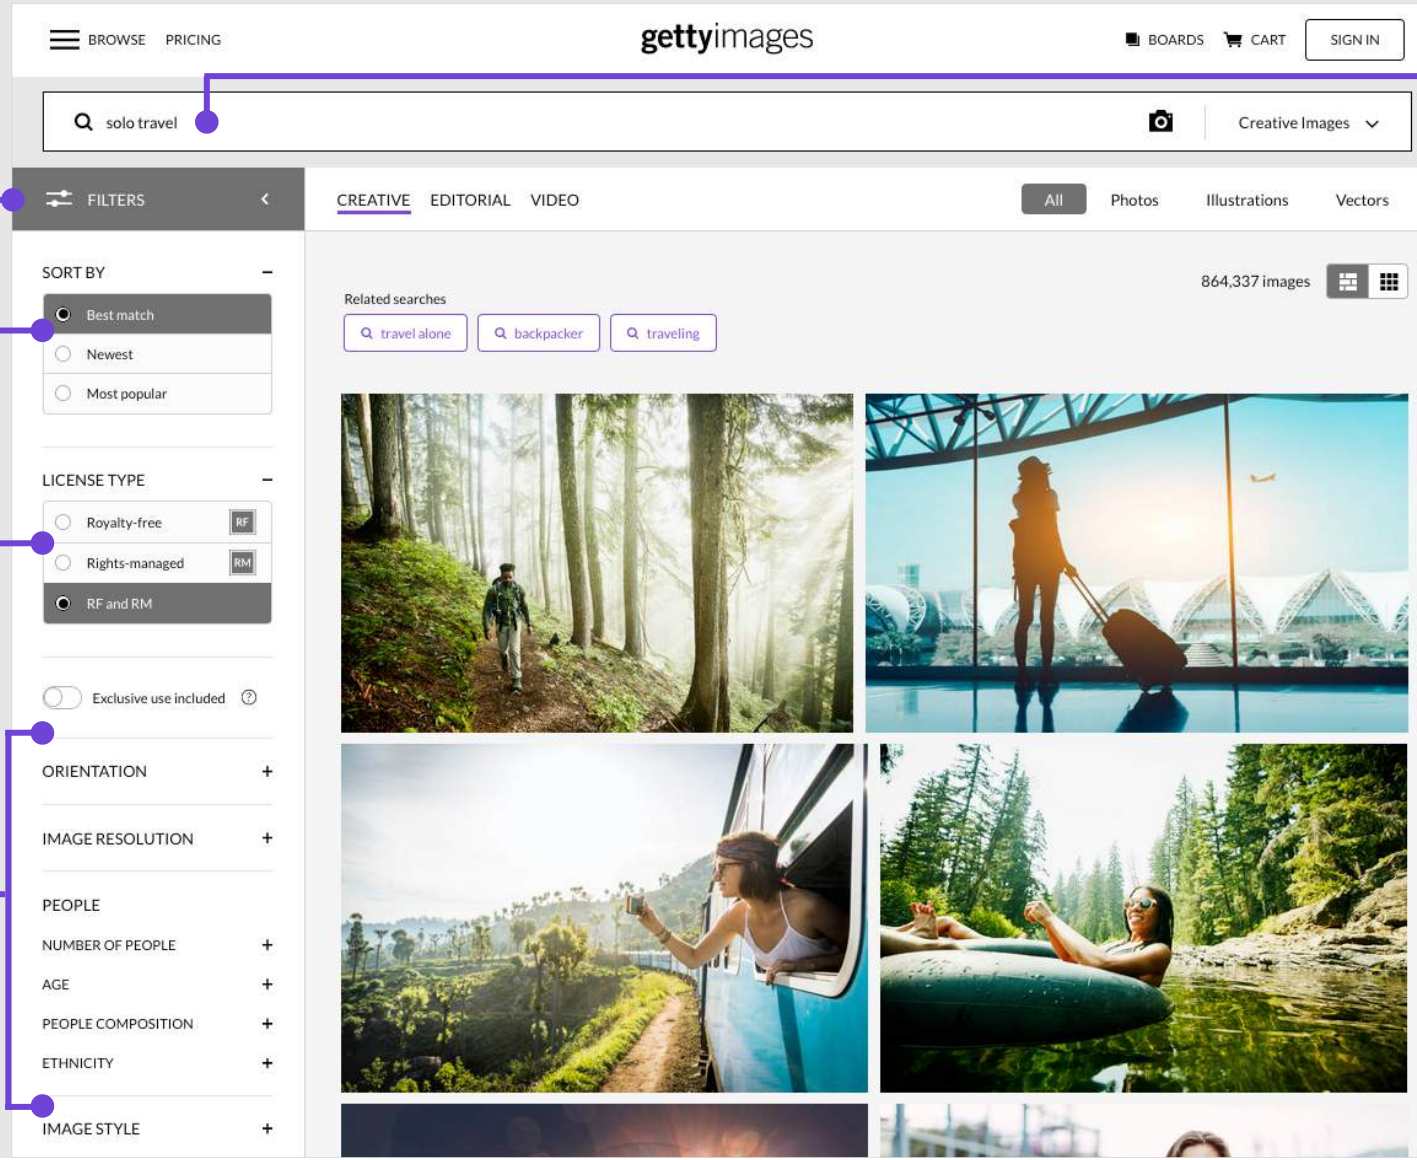 BROWSE PRICING
gettyimages
BOARDS CART SIGN IN
solo travel
Creative Images
FILTERS
CREATIVE EDITORIAL VIDEO
All Photos Illustrations Vectors
SORT BY
Best match
Newest
Most popular
LICENSE TYPE
Royalty-free RF
Rights-managed RM
RF and RM
Exclusive use included ?
ORIENTATION
IMAGE RESOLUTION
PEOPLE
NUMBER OF PEOPLE
AGE
PEOPLE COMPOSITION
ETHNICITY
IMAGE STYLE
864,337 images
Related searches
travel alone backpacker traveling